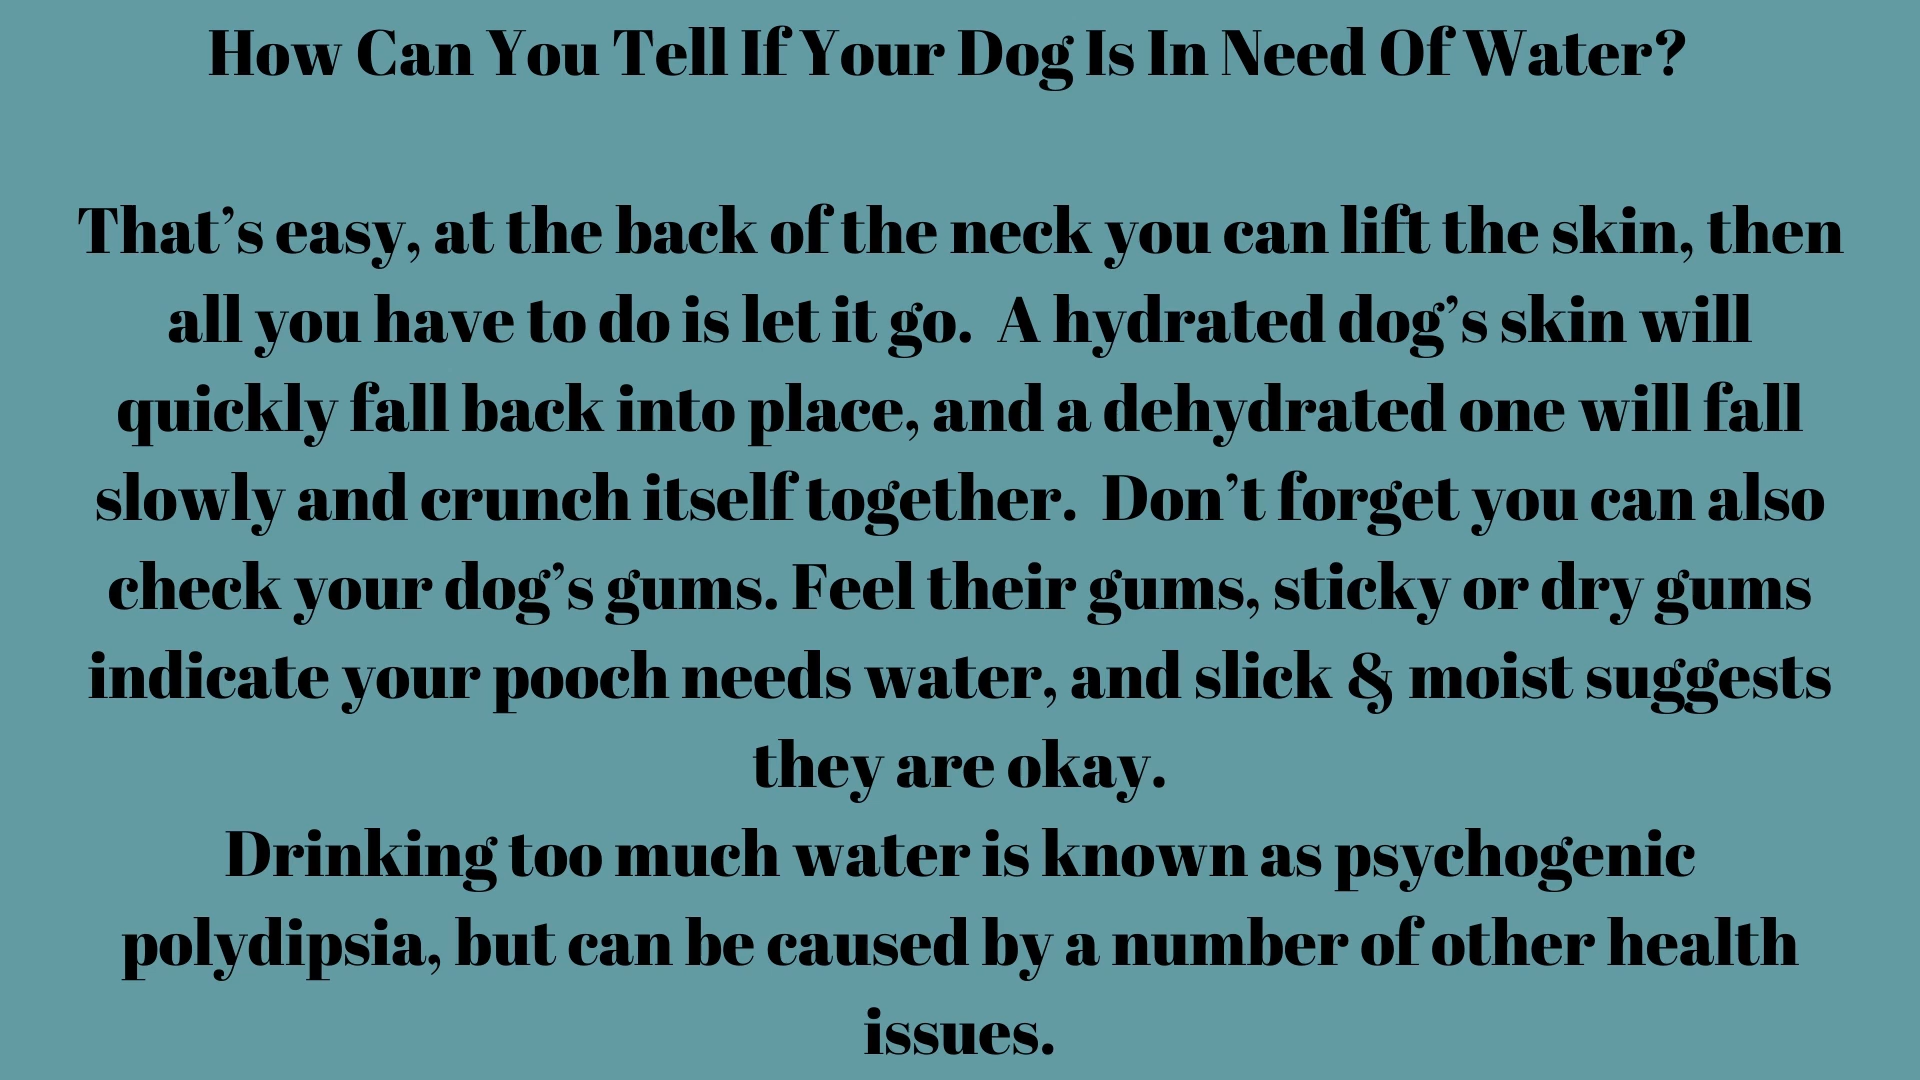 How Can You Tell If Your Dog Is In Need Of Water?
That’s easy, at the back of the neck you can lift the skin, then
all you have to do is let it go.  A hydrated dog’s skin will
quickly fall back into place, and a dehydrated one will fall
slowly and crunch itself together.  Don’t forget you can also
check your dog’s gums. Feel their gums, sticky or dry gums
indicate your pooch needs water, and slick & moist suggests
they are okay.
Drinking too much water is known as psychogenic
polydipsia, but can be caused by a number of other health
issues.